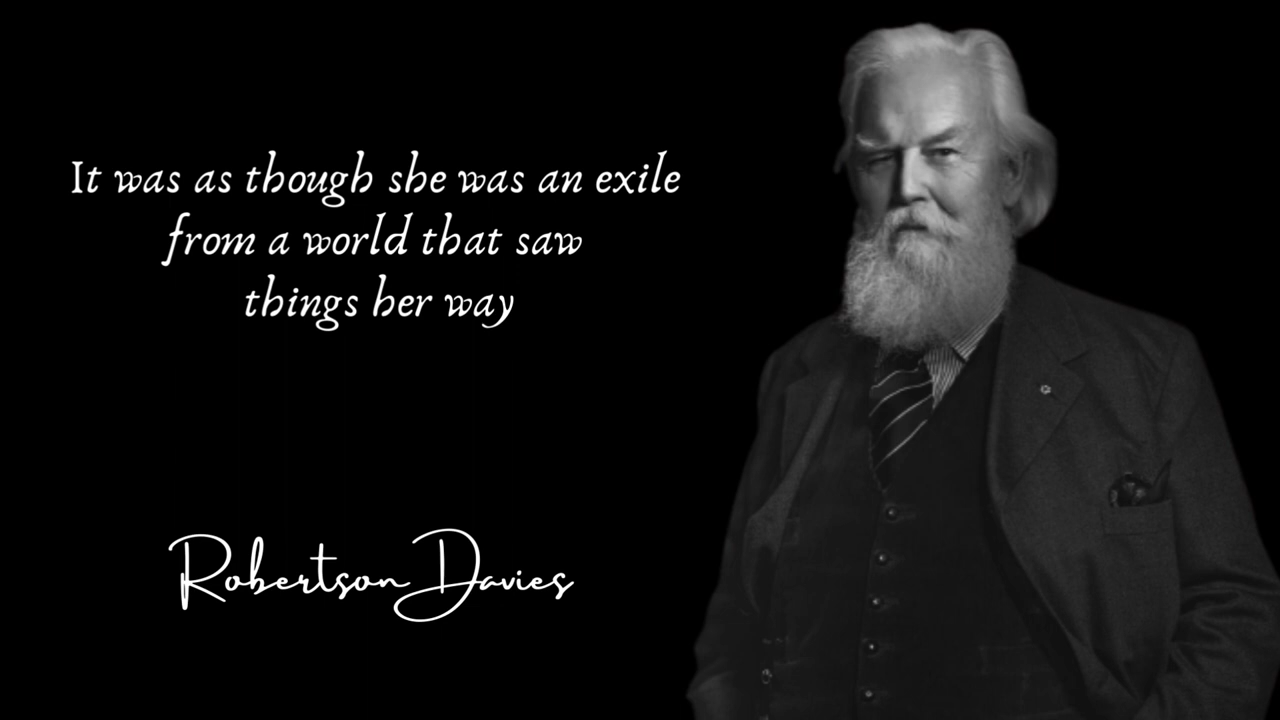 It was as though she was an exile
from a world that saw
things her way
Robertson Davies